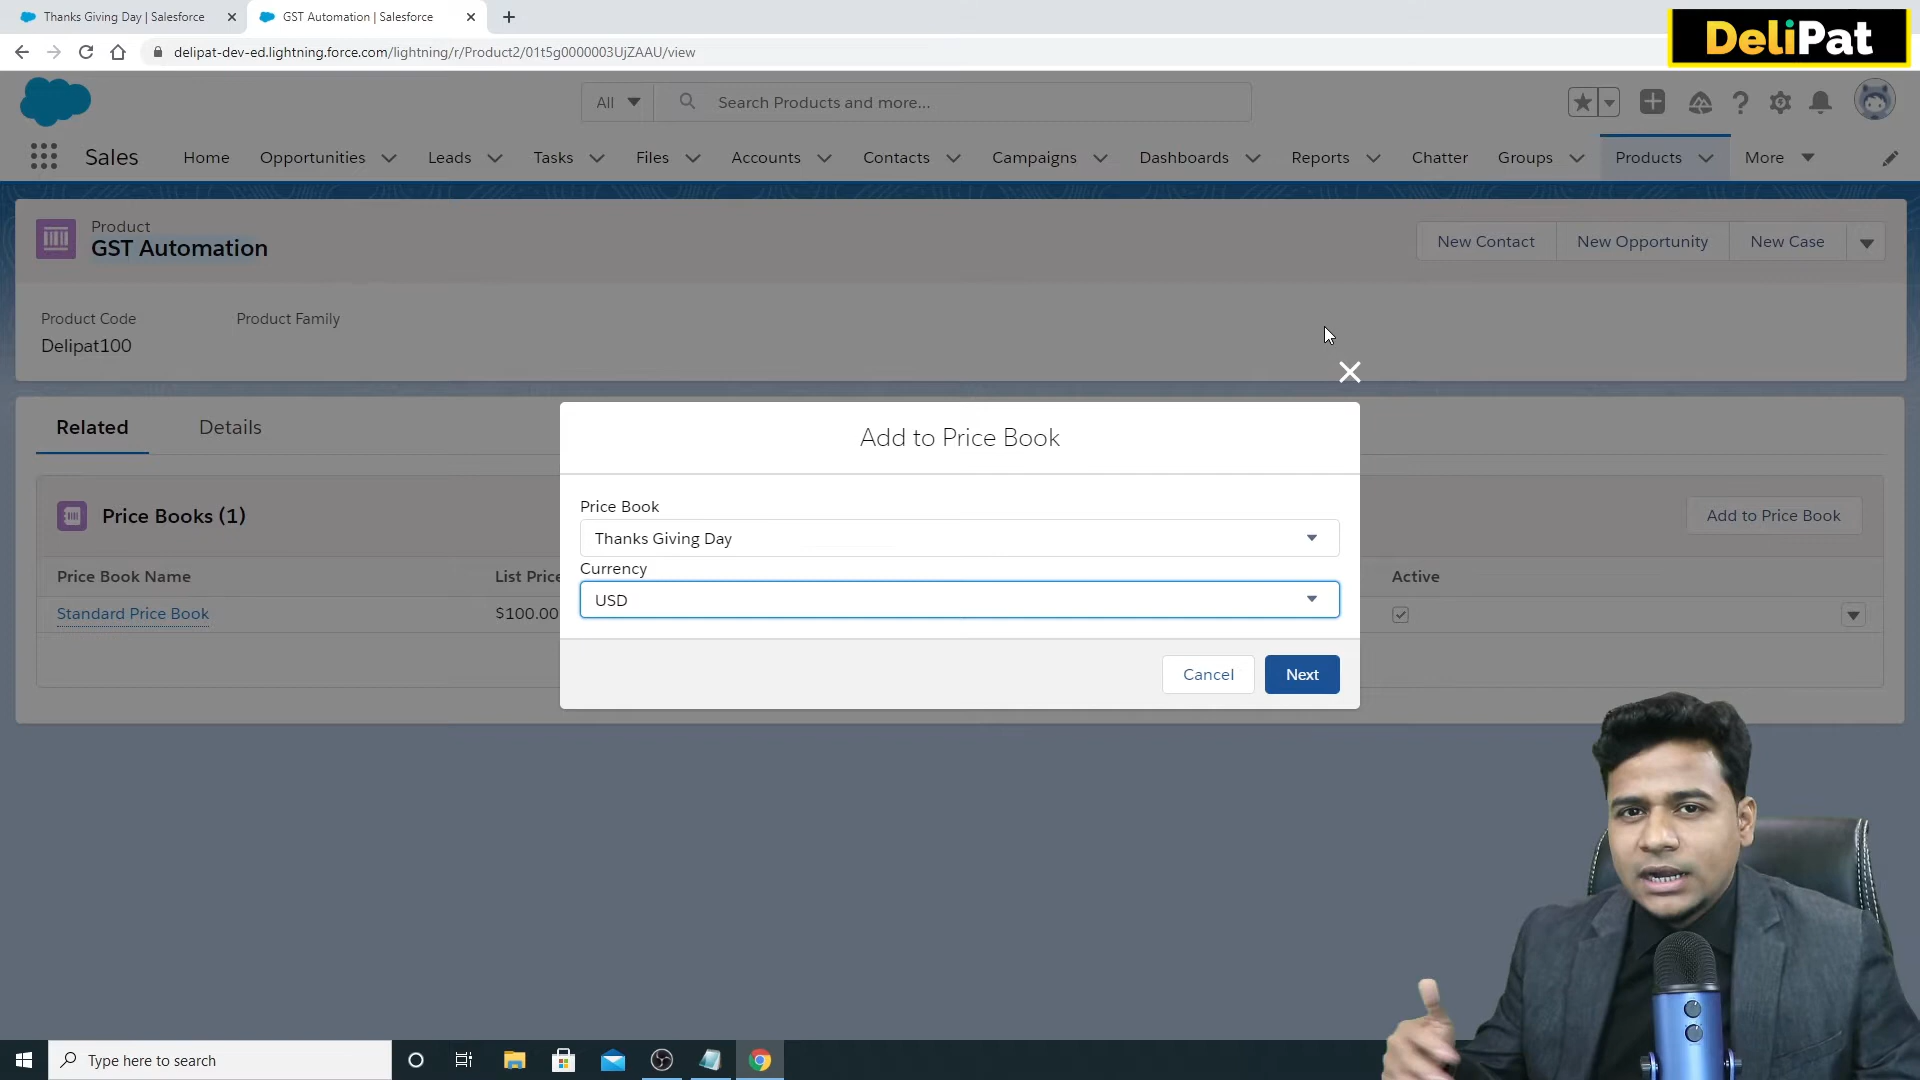 Thanks Giving Day | Salesforce
GST Automation | Salesforce
delipat-dev-ed.lightning.force.com/lightning/r/Product2/01t5g0000003UjZAAU/view
DeliPat
All
Search Products and more...
Sales
Home
Opportunities
Leads
Tasks
Files
Accounts
Contacts
Campaigns
Dashboards
Reports
Chatter
Groups
Products
More
Product
GST Automation
New Contact
New Opportunity
New Case
Product Code
Product Family
Delipat100
Related
Details
Add to Price Book
Price Books (1)
Add to Price Book
Price Book
Thanks Giving Day
Currency
USD
Price Book Name
List Price
Active
Standard Price Book
$100.00
Cancel
Next
Type here to search